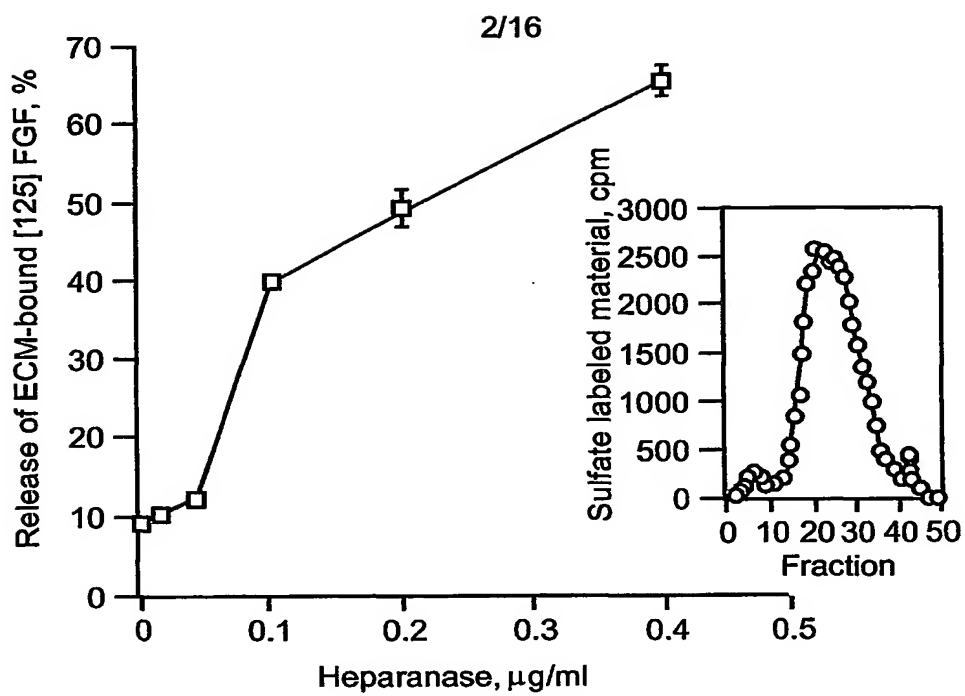 2/16
Release of ECM-bound [125] FGF, %
70
60
50
40
30
20
10
0
0 0.1 0.2 0.3 0.4 0.5
Heparanase, μg/ml
Sulfate labeled material, cpm
3000
2500
2000
1500
1000
500
0
0 10 20 30 40 50
Fraction